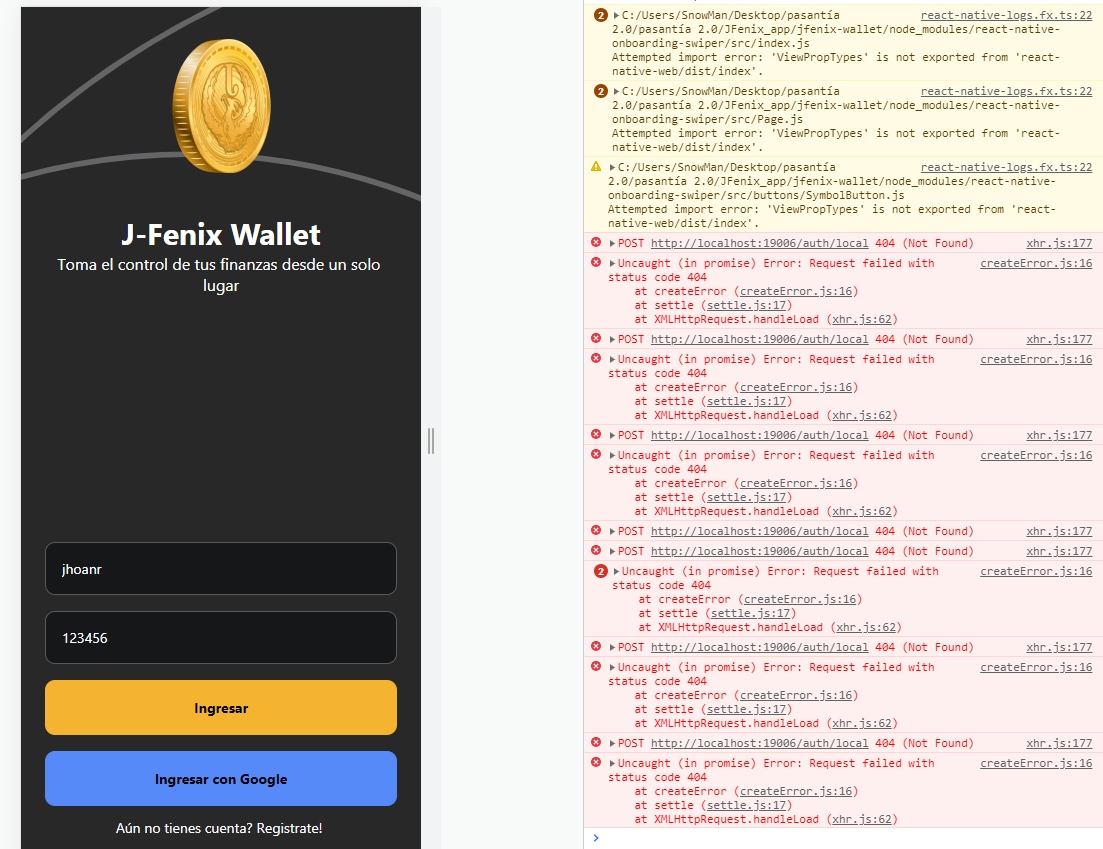 J-Fenix Wallet
Toma el control de tus finanzas desde un solo
lugar
jhoanr
123456
Ingresar
Ingresar con Google
Aún no tienes cuenta? Registrate!
2 C:/Users/SnowMan/Desktop/pasantía react-native-logs.fx.ts:22
2.0/pasantía 2.0/JFenix_app/jfenix-wallet/node_modules/react-native-
onboarding-swiper/src/index.js
Attempted import error: 'ViewPropTypes' is not exported from 'react-
native-web/dist/index'.
2 C:/Users/SnowMan/Desktop/pasantía react-native-logs.fx.ts:22
2.0/pasantía 2.0/JFenix_app/jfenix-wallet/node_modules/react-native-
onboarding-swiper/src/Page.js
Attempted import error: 'ViewPropTypes' is not exported from 'react-
native-web/dist/index'.
C:/Users/SnowMan/Desktop/pasantía react-native-logs.fx.ts:22
2.0/pasantía 2.0/JFenix_app/jfenix-wallet/node_modules/react-native-
onboarding-swiper/src/buttons/SymbolButton.js
Attempted import error: 'ViewPropTypes' is not exported from 'react-
native-web/dist/index'.
POST http://localhost:19006/auth/local 404 (Not Found) xhr.js:177
Uncaught (in promise) Error: Request failed with createError.js:16
status code 404
at createError (createError.js:16)
at settle (settle.js:17)
at XMLHttpRequest.handleLoad (xhr.js:62)
POST http://localhost:19006/auth/local 404 (Not Found) xhr.js:177
Uncaught (in promise) Error: Request failed with createError.js:16
status code 404
at createError (createError.js:16)
at settle (settle.js:17)
at XMLHttpRequest.handleLoad (xhr.js:62)
POST http://localhost:19006/auth/local 404 (Not Found) xhr.js:177
Uncaught (in promise) Error: Request failed with createError.js:16
status code 404
at createError (createError.js:16)
at settle (settle.js:17)
at XMLHttpRequest.handleLoad (xhr.js:62)
POST http://localhost:19006/auth/local 404 (Not Found) xhr.js:177
POST http://localhost:19006/auth/local 404 (Not Found) xhr.js:177
2 Uncaught (in promise) Error: Request failed with createError.js:16
status code 404
at createError (createError.js:16)
at settle (settle.js:17)
at XMLHttpRequest.handleLoad (xhr.js:62)
POST http://localhost:19006/auth/local 404 (Not Found) xhr.js:177
Uncaught (in promise) Error: Request failed with createError.js:16
status code 404
at createError (createError.js:16)
at settle (settle.js:17)
at XMLHttpRequest.handleLoad (xhr.js:62)
POST http://localhost:19006/auth/local 404 (Not Found) xhr.js:177
Uncaught (in promise) Error: Request failed with createError.js:16
status code 404
at createError (createError.js:16)
at settle (settle.js:17)
at XMLHttpRequest.handleLoad (xhr.js:62)